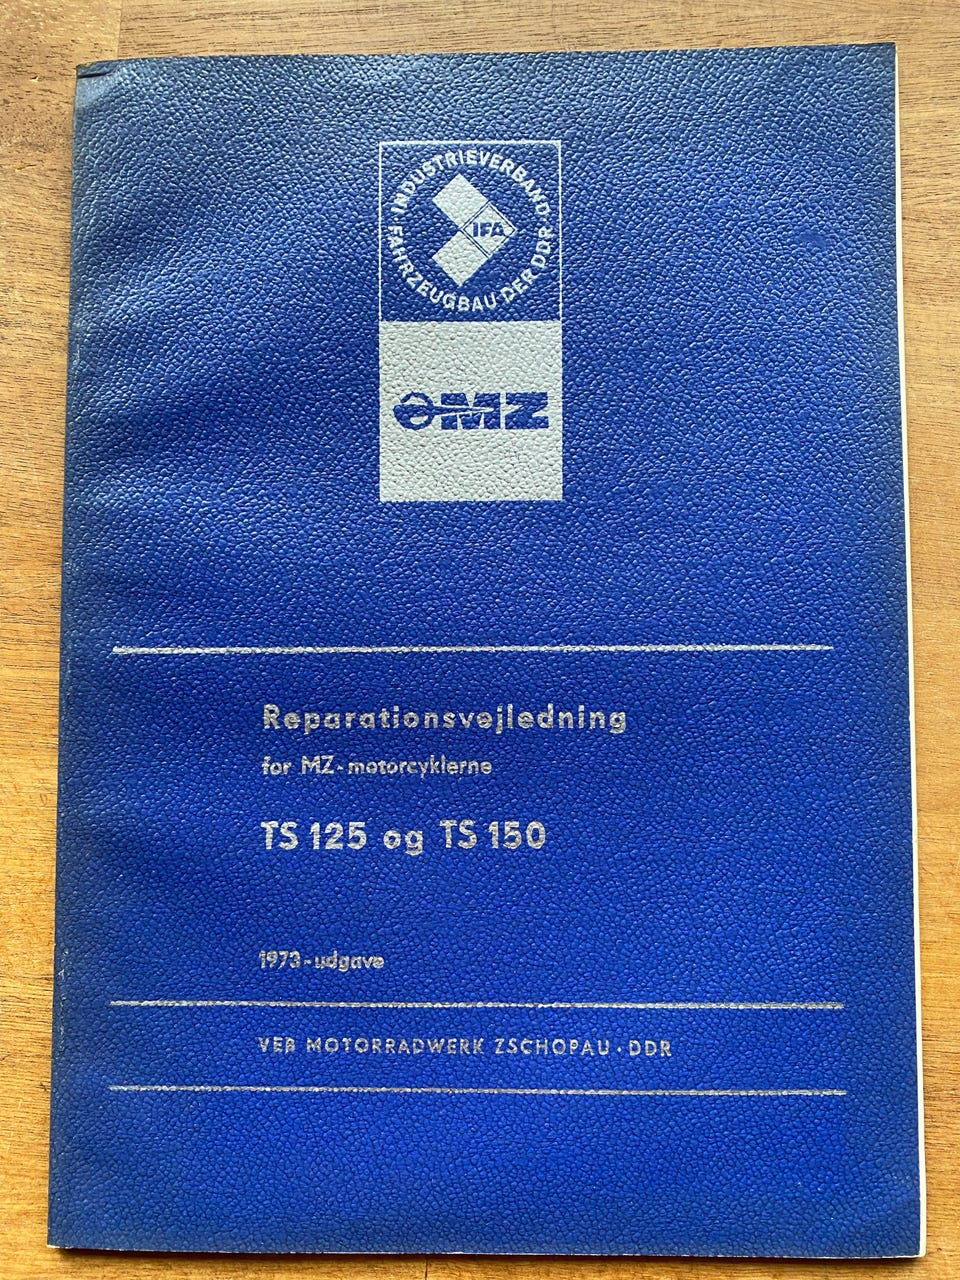 INDUSTRIEVERBAND
FAHRZEUGBAU · DER DDR
IFA
MZ
Reparationsvejledning
for MZ-motorcyklerne
TS 125 og TS 150
1973-udgave
VEB MOTORRADWERK ZSCHOPAU · DDR